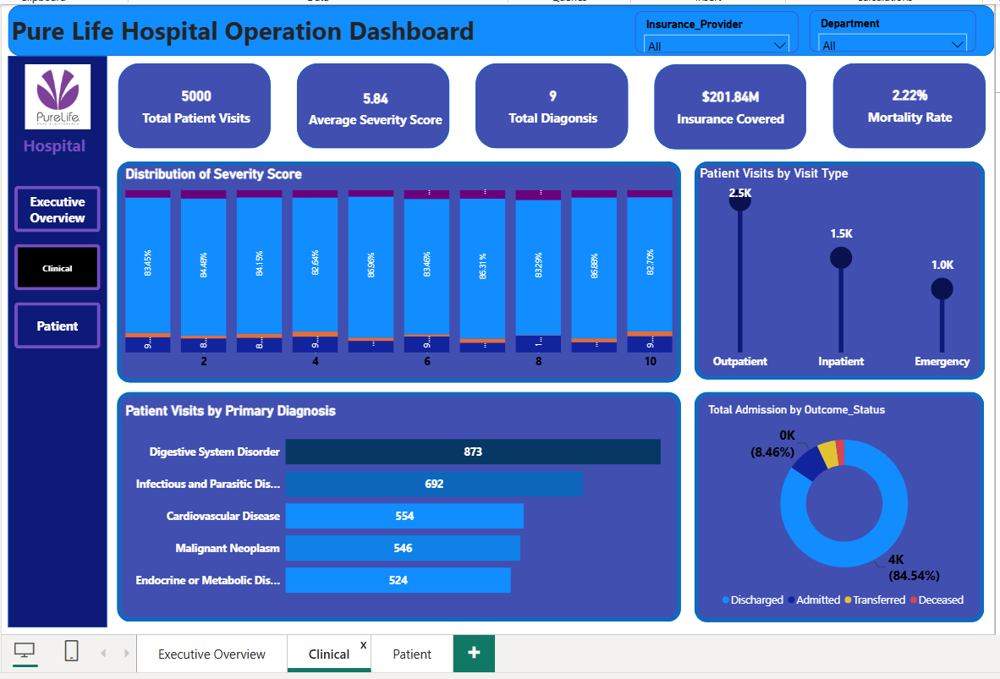 Pure Life Hospital Operation Dashboard
Insurance_Provider
All
Department
All
PureLife
Hospital
Executive
Overview
Clinical
Patient
5000
Total Patient Visits
5.84
Average Severity Score
9
Total Diagonsis
$201.84M
Insurance Covered
2.22%
Mortality Rate
Distribution of Severity Score
83.45%
84.48%
84.15%
82.64%
86.96%
83.46%
86.31%
83.29%
86.88%
82.70%
9...
8...
8...
9...
9...
1...
9...
2
4
6
8
10
Patient Visits by Visit Type
2.5K
1.5K
1.0K
Outpatient
Inpatient
Emergency
Patient Visits by Primary Diagnosis
Digestive System Disorder
873
Infectious and Parasitic Dis...
692
Cardiovascular Disease
554
Malignant Neoplasm
546
Endocrine or Metabolic Dis...
524
Total Admission by Outcome_Status
0K
(8.46%)
4K
(84.54%)
Discharged
Admitted
Transferred
Deceased
Executive Overview
Clinical
x
Patient
+